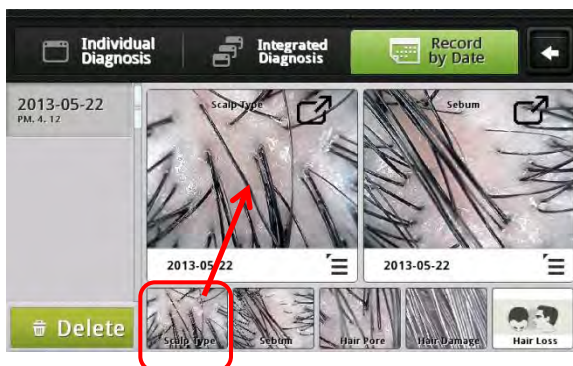 Individual
Diagnosis
Integrated
Diagnosis
Record
by Date
2013-05-22
PM. 4. 12
Scalp Type
Sebum
2013-05-22
2013-05-22
Delete
Scalp Type
Sebum
Hair Pore
Hair Damage
Hair Loss